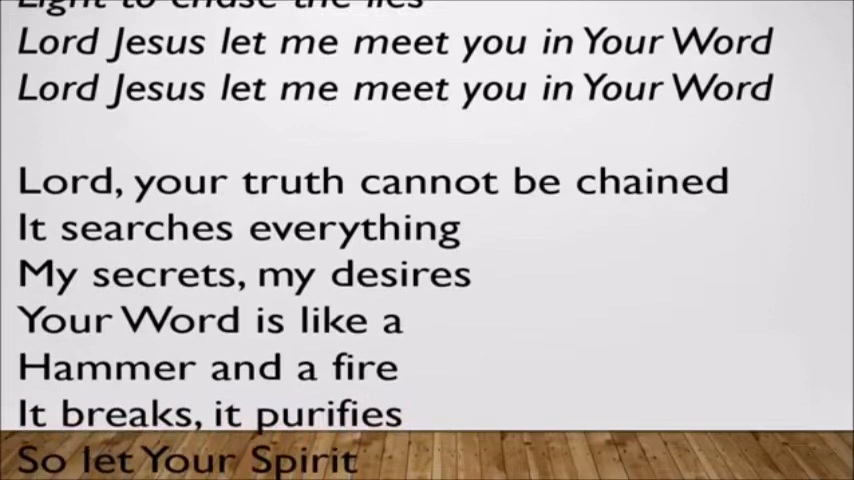 Light to chase the lies
Lord Jesus let me meet you in Your Word
Lord Jesus let me meet you in Your Word
Lord, your truth cannot be chained
It searches everything
My secrets, my desires
Your Word is like a
Hammer and a fire
It breaks, it purifies
So let Your Spirit